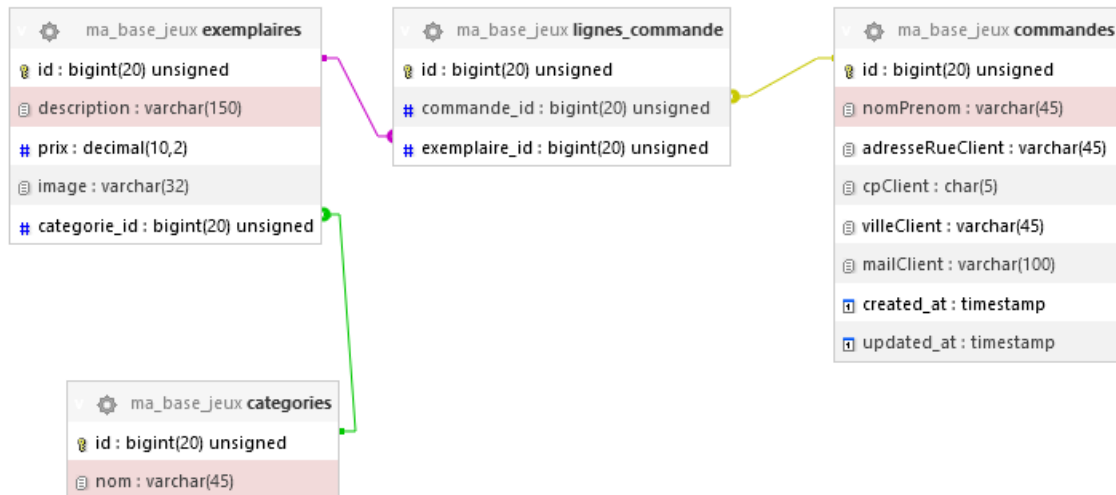 ma_base_jeux exemplaires
id : bigint(20) unsigned
description : varchar(150)
# prix : decimal(10,2)
image : varchar(32)
# categorie_id : bigint(20) unsigned
ma_base_jeux lignes_commande
id : bigint(20) unsigned
# commande_id : bigint(20) unsigned
# exemplaire_id : bigint(20) unsigned
ma_base_jeux commandes
id : bigint(20) unsigned
nomPrenom : varchar(45)
adresseRueClient : varchar(45)
cpClient : char(5)
villeClient : varchar(45)
mailClient : varchar(100)
created_at : timestamp
updated_at : timestamp
ma_base_jeux categories
id : bigint(20) unsigned
nom : varchar(45)